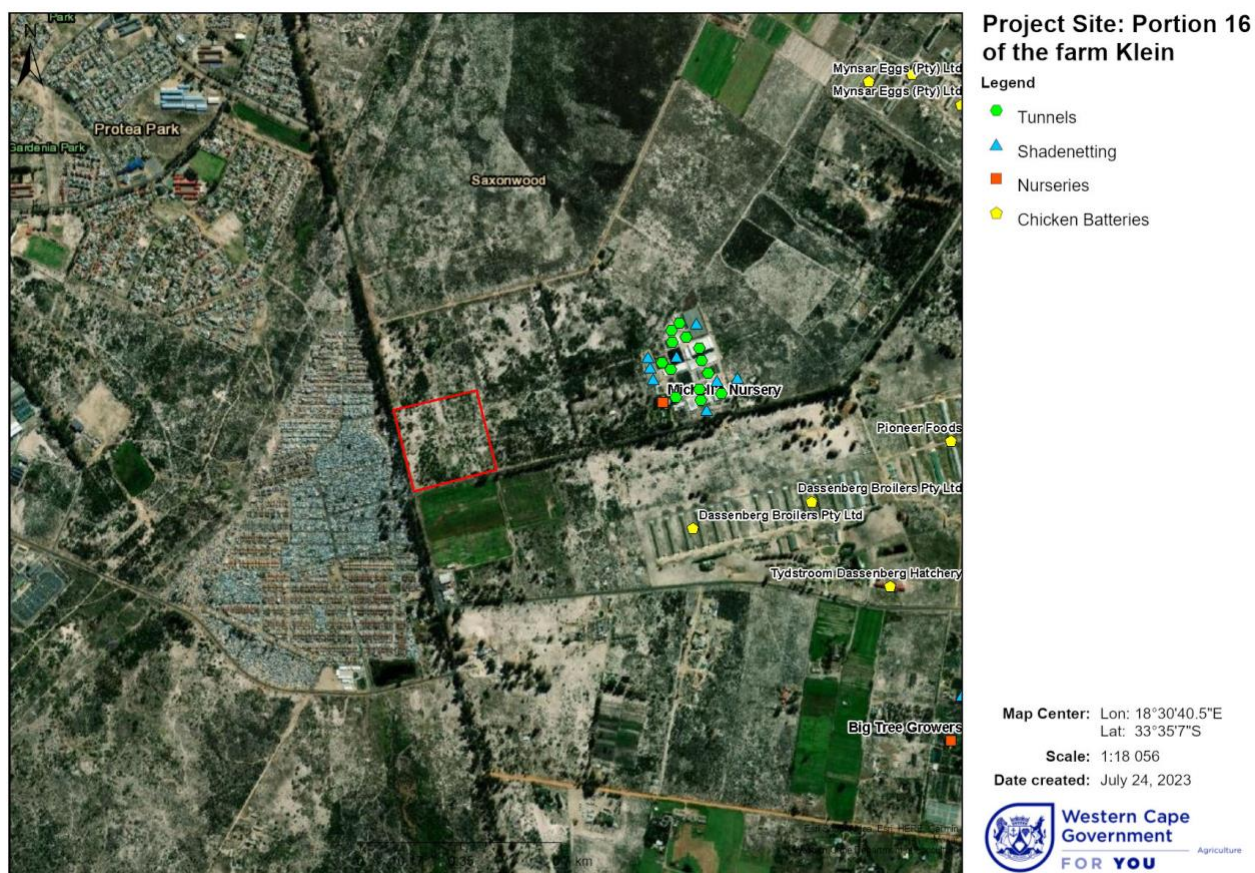 Project Site: Portion 16
of the farm Klein
Legend
Tunnels
Shadenetting
Nurseries
Chicken Batteries
N
Park
Protea Park
Gardenia Park
Saxonwood
Mynsar Eggs (Pty) Ltd
Mynsar Eggs (Pty) Ltd
Nursery
Pioneer Foods
Dassenberg Broilers Pty Ltd
Dassenberg Broilers Pty Ltd
Tydstroom Dassenberg Hatchery
Big Tree Growers
km
Map Center: Lon: 18°30'40.5"E
Lat: 33°35'7"S
Scale: 1:18 056
Date created: July 24, 2023
Western Cape
Government
Agriculture
FOR YOU